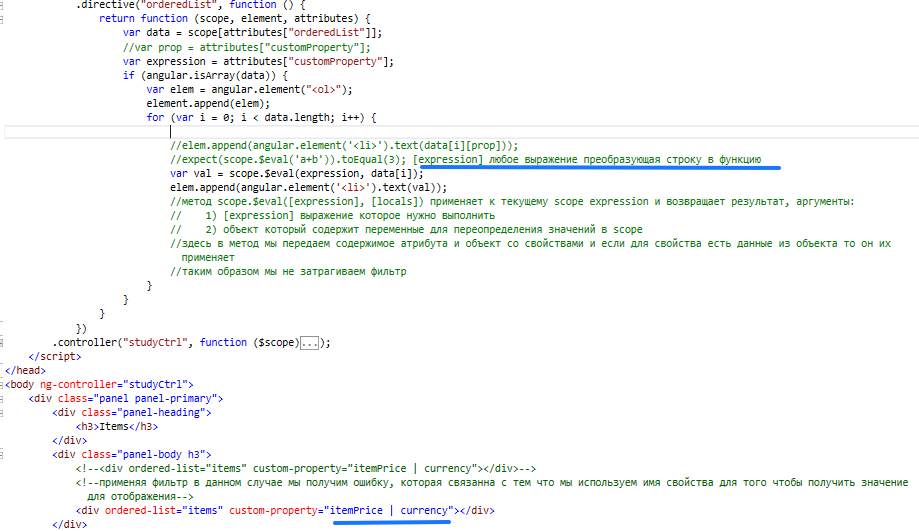 .directive("orderedList", function () {
return function (scope, element, attributes) {
var data = scope[attributes["orderedList"]];
//var prop = attributes["customProperty"];
var expression = attributes["customProperty"];
if (angular.isArray(data)) {
var elem = angular.element("<ol>");
element.append(elem);
for (var i = 0; i < data.length; i++) {
//elem.append(angular.element('<li>').text(data[i][prop]));
//expect(scope.$eval('a+b')).toEqual(3); [expression] любое выражение преобразующая строку в функцию
var val = scope.$eval(expression, data[i]);
elem.append(angular.element('<li>').text(val));
//метод scope.$eval([expression], [locals]) применяет к текущему scope expression и возвращает результат, аргументы:
// 1) [expression] выражение которое нужно выполнить
// 2) объект который содержит переменные для переопределения значений в scope
//здесь в метод мы передаем содержимое атрибута и объект со свойствами и если для свойства есть данные из объекта то он их
применяет
//таким образом мы не затрагиваем фильтр
}
}
}
})
.controller("studyCtrl", function ($scope)...);
</script>
</head>
<body ng-controller="studyCtrl">
<div class="panel panel-primary">
<div class="panel-heading">
<h3>Items</h3>
</div>
<div class="panel-body h3">
<!--<div ordered-list="items" custom-property="itemPrice | currency"></div>-->
<!--применяя фильтр в данном случае мы получим ошибку, которая связанна с тем что мы используем имя свойства для того чтобы получить значение
для отображения-->
<div ordered-list="items" custom-property="itemPrice | currency"></div>
</div>